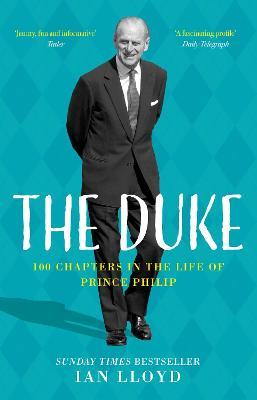 'Jaunty, fun and informative'
Tatler
'A fascinating profile'
Daily Telegraph
THE DUKE
100 CHAPTERS IN THE LIFE OF
PRINCE PHILIP
SUNDAY TIMES BESTSELLER
IAN LLOYD